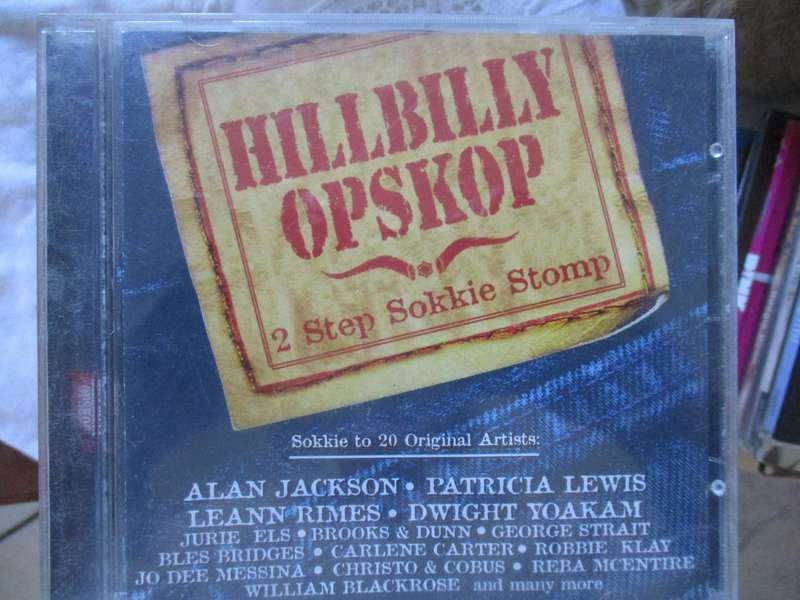 HILLBILLY
OPSKOP
2 Step Sokkie Stomp
Sokkie to 20 Original Artists:
ALAN JACKSON • PATRICIA LEWIS
LEANN RIMES • DWIGHT YOAKAM
JURIE ELS • BROOKS & DUNN • GEORGE STRAIT
BLES BRIDGES • CARLENE CARTER • ROBBIE KLAY
JO DEE MESSINA • CHRISTO & COBUS • REBA MCENTIRE
WILLIAM BLACKROSE and many more